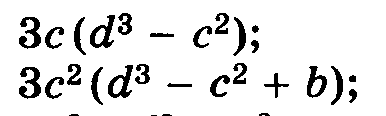 3c(d³ − c²);
3c²(d³ − c² + b);